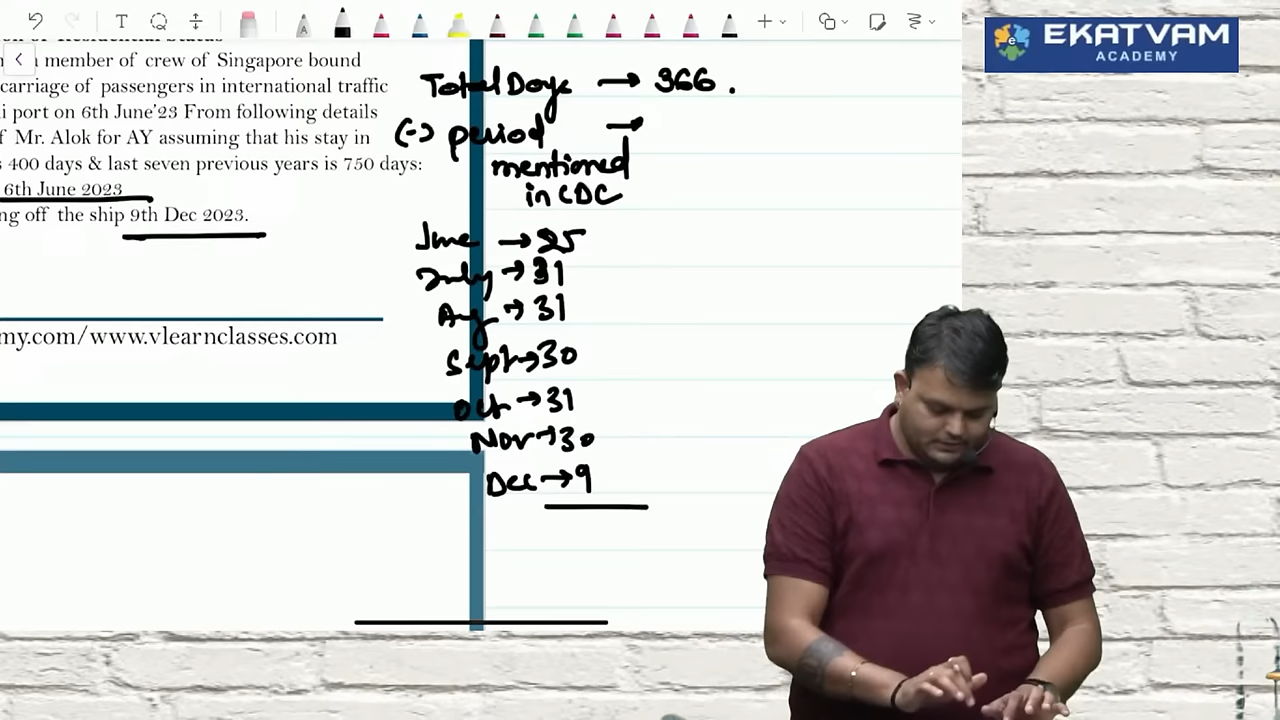 member of crew of Singapore bound
carriage of passengers in international traffic
i port on 6th June'23 From following details
f Mr. Alok for AY assuming that his stay in
s 400 days & last seven previous years is 750 days:
6th June 2023
ng off the ship 9th Dec 2023.
my.com/www.vlearnclasses.com
Total Days → 366.
(-) period →
mentioned
in CDC
June → 25
July → 31
Aug → 31
Sept → 30
Oct → 31
Nov → 30
Dec → 9
EKATVAM
ACADEMY